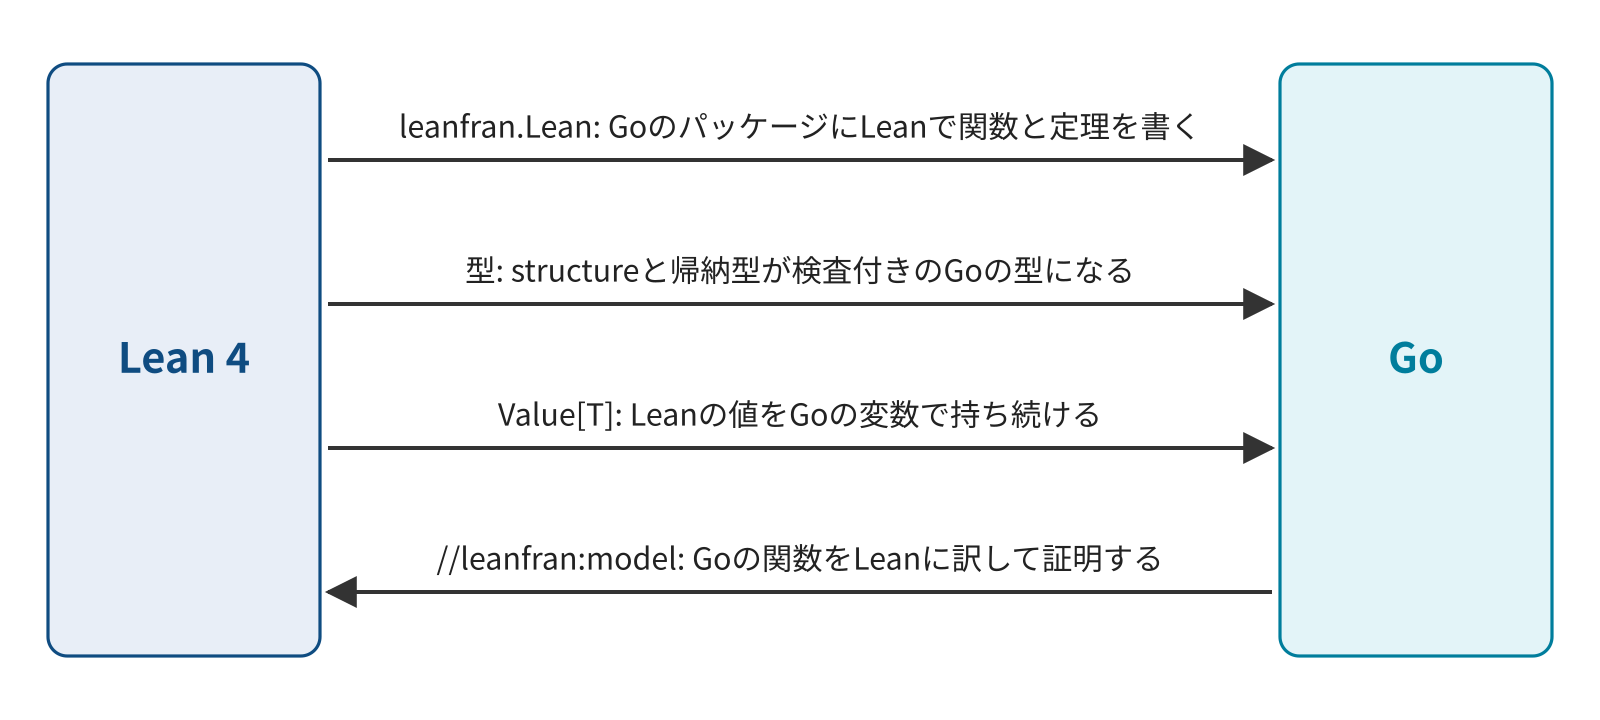 leanfran.Lean: GoのパッケージにLeanで関数と定理を書く
型: structureと帰納型が検査付きのGoの型になる
Lean 4
Go
Value[T]: Leanの値をGoの変数で持ち続ける
//leanfran:model: Goの関数をLeanに訳して証明する